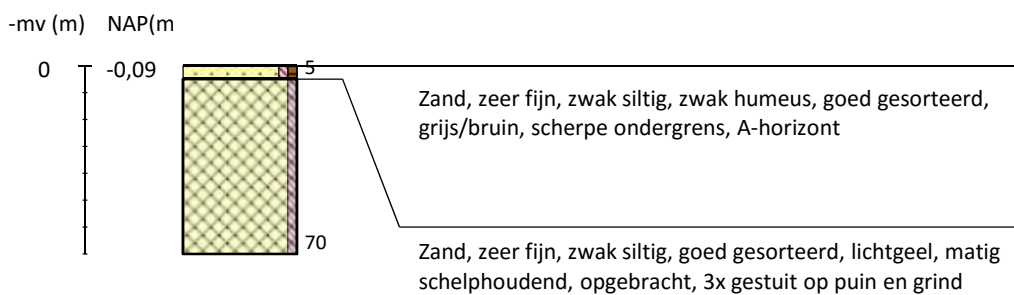 -mv (m) NAP(m
0 -0,09 5
Zand, zeer fijn, zwak siltig, zwak humeus, goed gesorteerd,
grijs/bruin, scherpe ondergrens, A-horizont
70
Zand, zeer fijn, zwak siltig, goed gesorteerd, lichtgeel, matig
schelphoudend, opgebracht, 3x gestuit op puin en grind